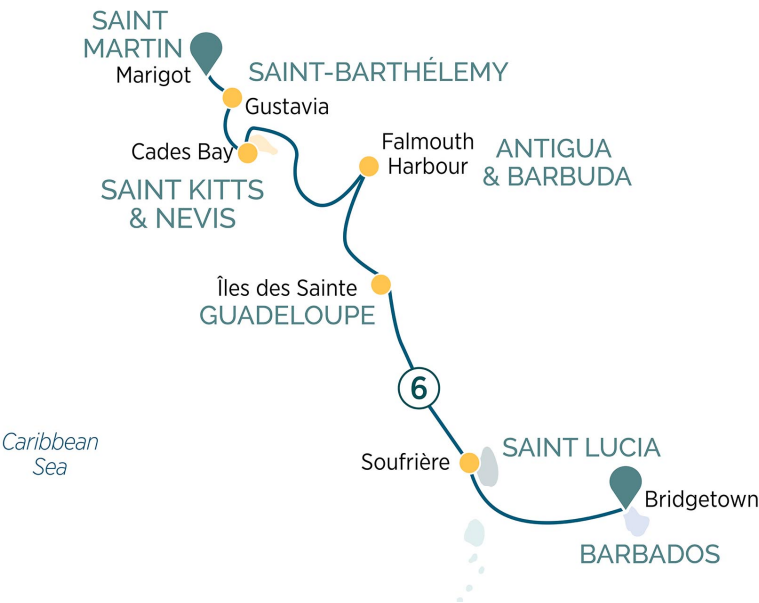 SAINT
MARTIN
Marigot
SAINT-BARTHÉLEMY
Gustavia
Cades Bay
SAINT KITTS
& NEVIS
Falmouth
Harbour
ANTIGUA
& BARBUDA
Îles des Sainte
GUADELOUPE
6
Caribbean
Sea
Soufrière
SAINT LUCIA
Bridgetown
BARBADOS